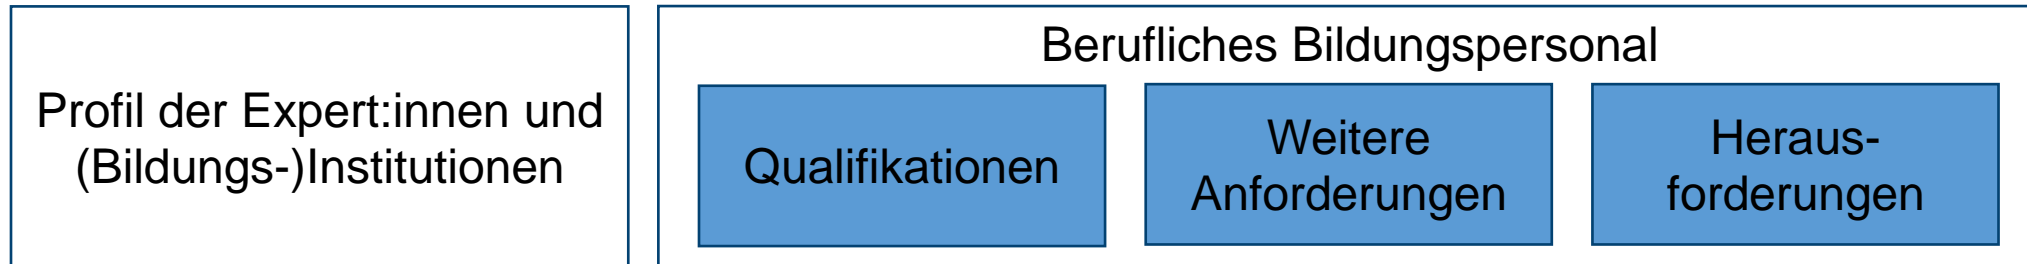 Profil der Expert:innen und
(Bildungs-)Institutionen
Berufliches Bildungspersonal
Qualifikationen
Weitere
Anforderungen
Heraus-
forderungen